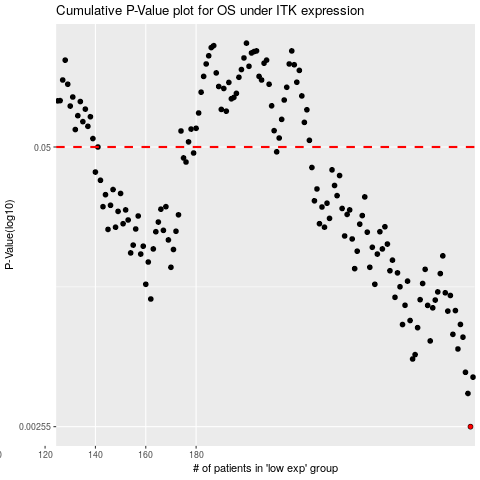 Cumulative P-Value plot for OS under ITK expression
P-Value(log10)
0.05
0.00255
0 120 140 160 180
# of patients in 'low exp' group